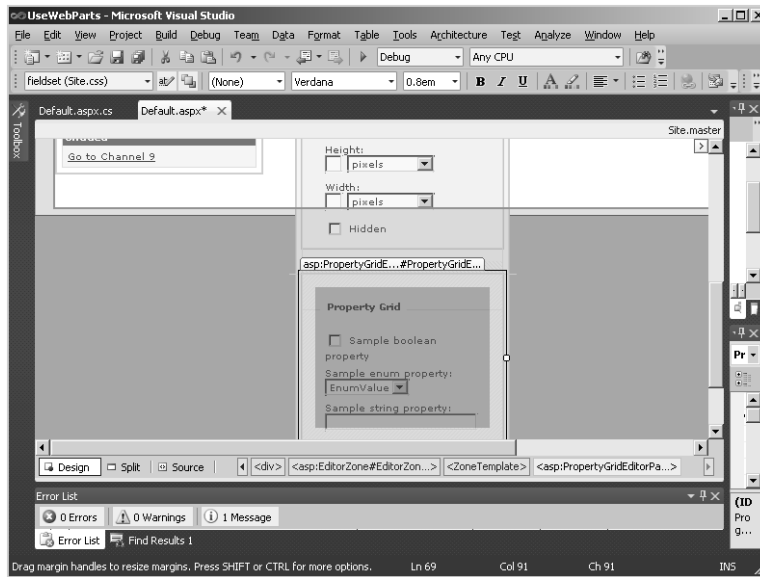 UseWebParts - Microsoft Visual Studio
File Edit View Project Build Debug Team Data Format Table Tools Architecture Test Analyze Window Help
Debug Any CPU
fieldset (Site.css) (None) Verdana 0.8em B I U
Default.aspx.cs Default.aspx*
Toolbox
Site.master
Untitled
Go to Channel 9
Height:
pixels
Width:
pixels
Hidden
asp:PropertyGridE...#PropertyGridE...
Property Grid
Sample boolean
property
Sample enum property:
EnumValue
Sample string property:
Pr
Design Split Source <div> <asp:EditorZone#EditorZon...> <ZoneTemplate> <asp:PropertyGridEditorPa...>
Error List
0 Errors 0 Warnings 1 Message
Error List Find Results 1
(ID
Pro
g...
Drag margin handles to resize margins. Press SHIFT or CTRL for more options. Ln 69 Col 91 Ch 91 INS